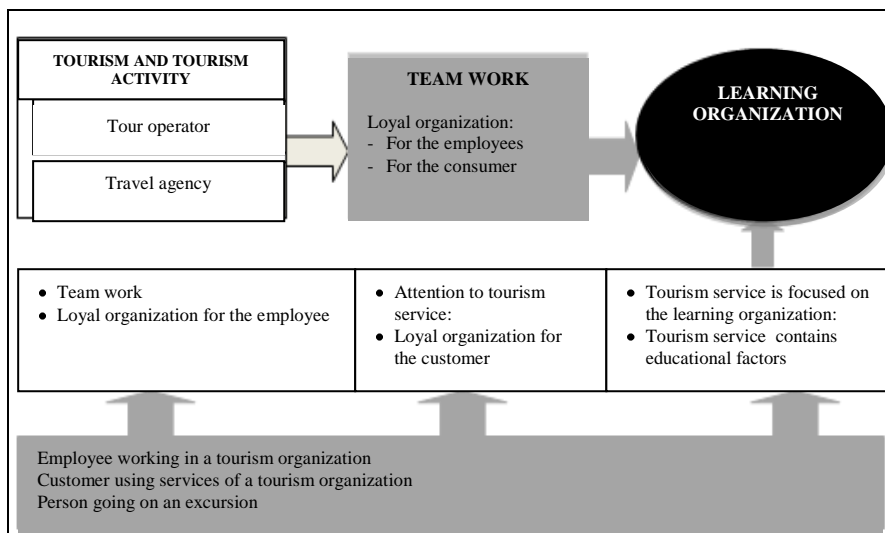 TOURISM AND TOURISM
ACTIVITY
Tour operator
Travel agency
TEAM WORK
Loyal organization:
- For the employees
- For the consumer
LEARNING
ORGANIZATION
• Team work
• Loyal organization for the employee
• Attention to tourism
service:
• Loyal organization for
the customer
• Tourism service is focused on
the learning organization:
• Tourism service contains
educational factors
Employee working in a tourism organization
Customer using services of a tourism organization
Person going on an excursion